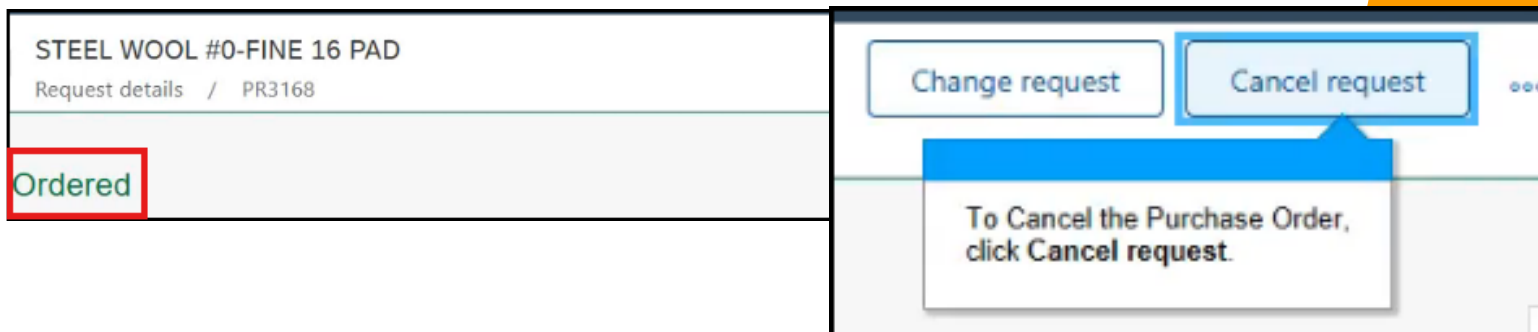 STEEL WOOL #0-FINE 16 PAD
Request details / PR3168
Ordered
Change request
Cancel request
To Cancel the Purchase Order,
click Cancel request.